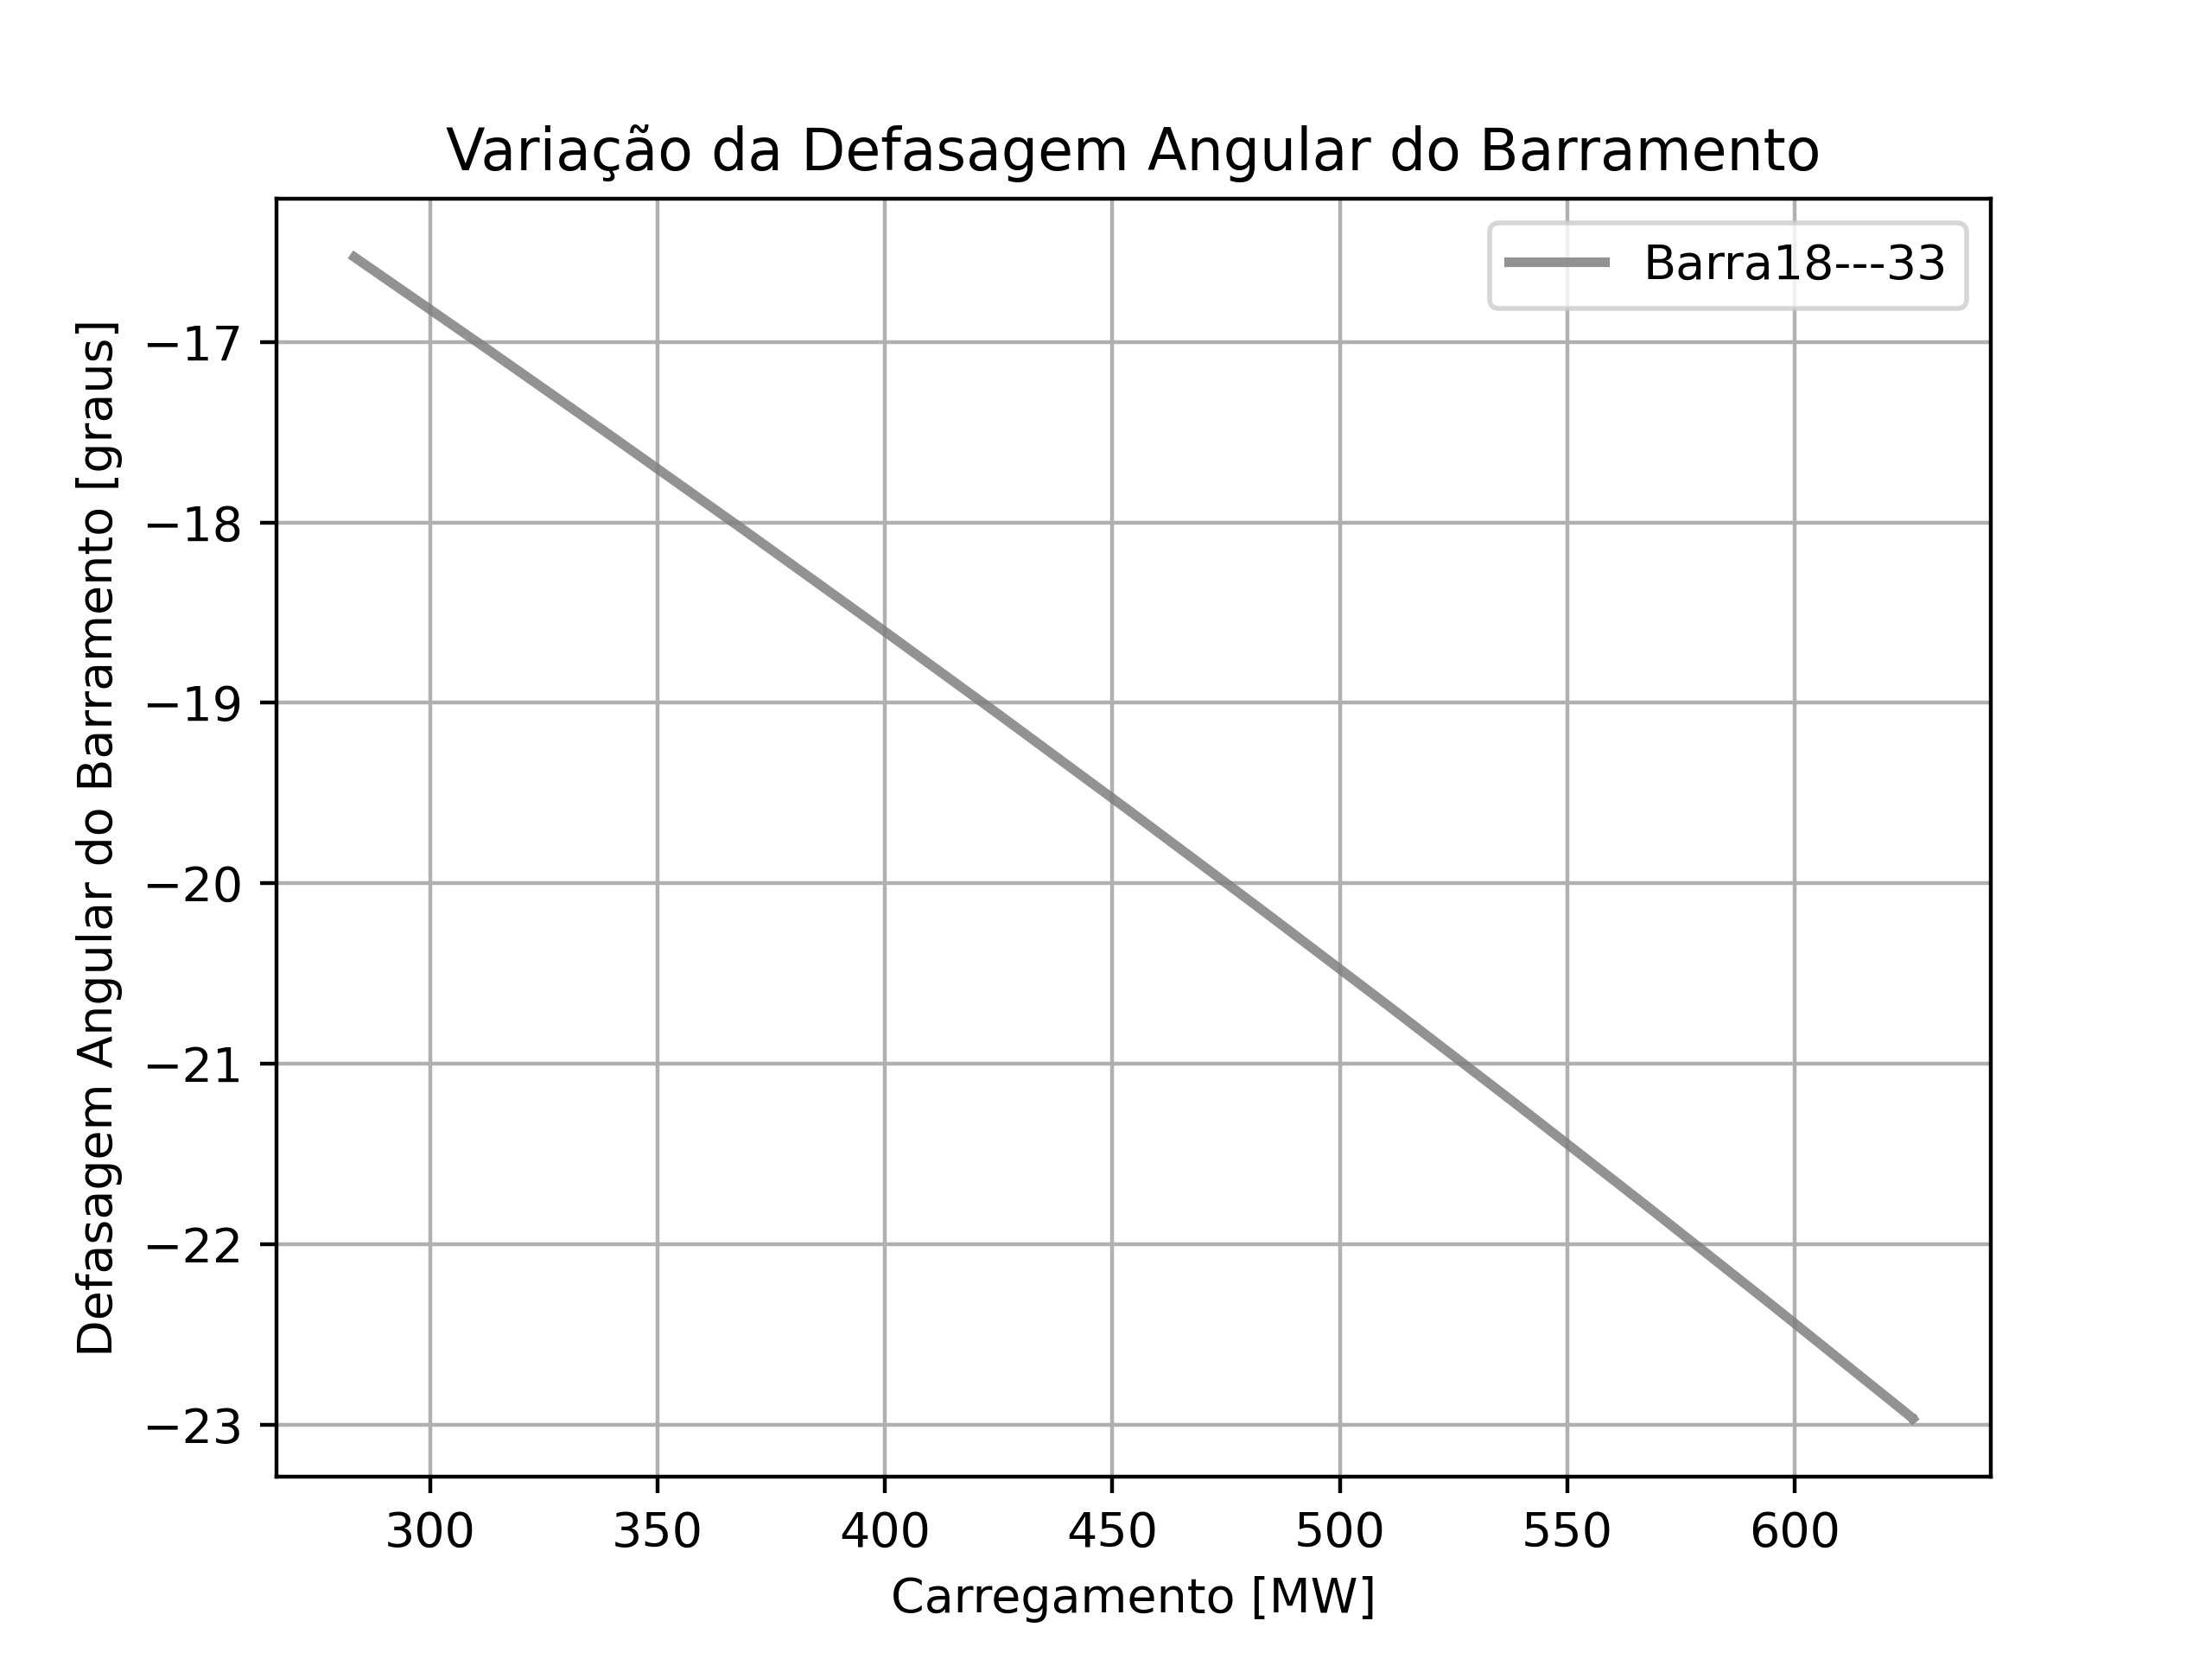 Variação da Defasagem Angular do Barramento
Barra18---33
Defasagem Angular do Barramento [graus]
−17
−18
−19
−20
−21
−22
−23
300 350 400 450 500 550 600
Carregamento [MW]